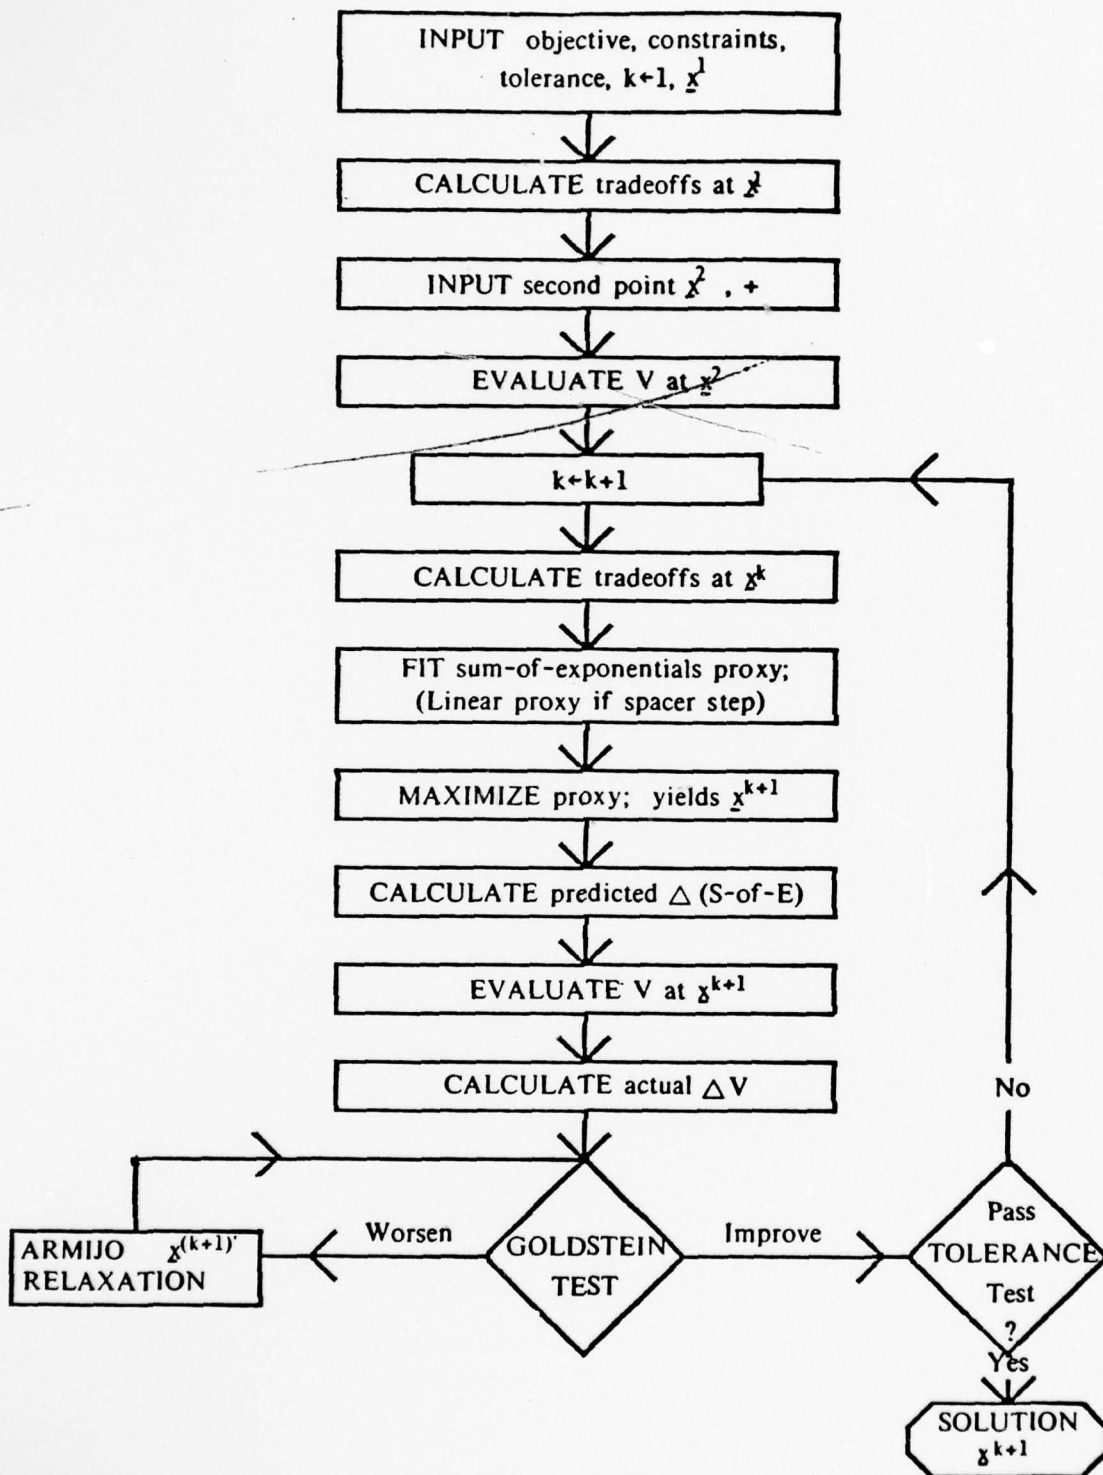 INPUT objective, constraints,
tolerance, k←1, x¹
CALCULATE tradeoffs at x¹
INPUT second point x² , +
EVALUATE V at x²
k←k+1
CALCULATE tradeoffs at xᵏ
FIT sum-of-exponentials proxy;
(Linear proxy if spacer step)
MAXIMIZE proxy; yields xᵏ⁺¹
CALCULATE predicted △ (S-of-E)
EVALUATE V at xᵏ⁺¹
CALCULATE actual △ V
No
Worsen
GOLDSTEIN
TEST
Improve
ARMIJO x⁽ᵏ⁺¹⁾'
RELAXATION
Pass
TOLERANCE
Test
?
Yes
SOLUTION
xᵏ⁺¹